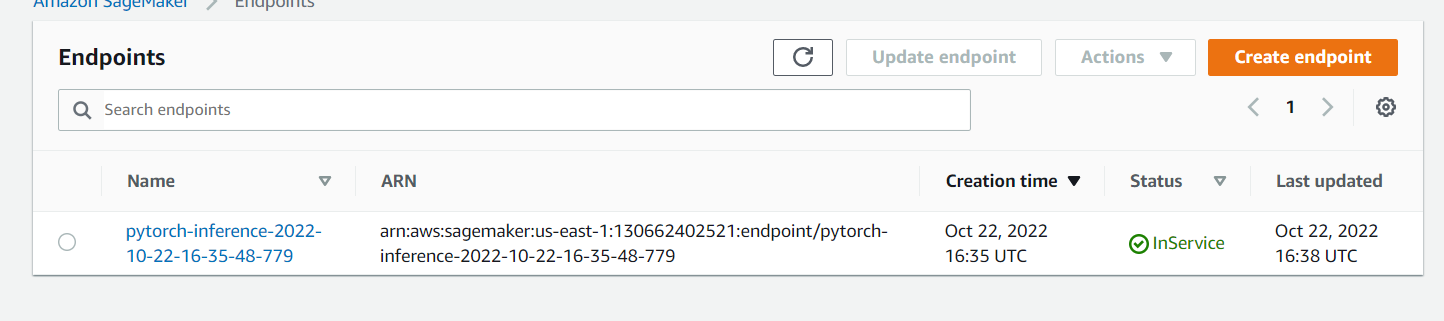 Amazon SageMaker > Endpoints
Endpoints
Update endpoint
Actions
Create endpoint
Search endpoints
1
Name
ARN
Creation time
Status
Last updated
pytorch-inference-2022-
10-22-16-35-48-779
arn:aws:sagemaker:us-east-1:130662402521:endpoint/pytorch-
inference-2022-10-22-16-35-48-779
Oct 22, 2022
16:35 UTC
InService
Oct 22, 2022
16:38 UTC